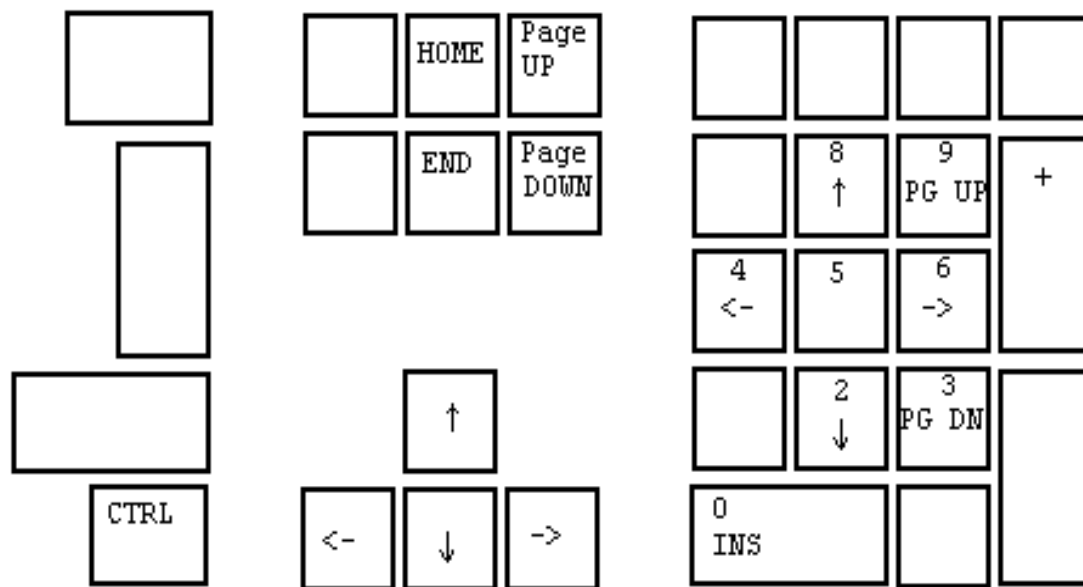 HOME
Page
UP
END
Page
DOWN
8
↑
9
PG UP
+
4
<-
5
6
->
↑
2
↓
3
PG DN
CTRL
<-
↓
->
0
INS